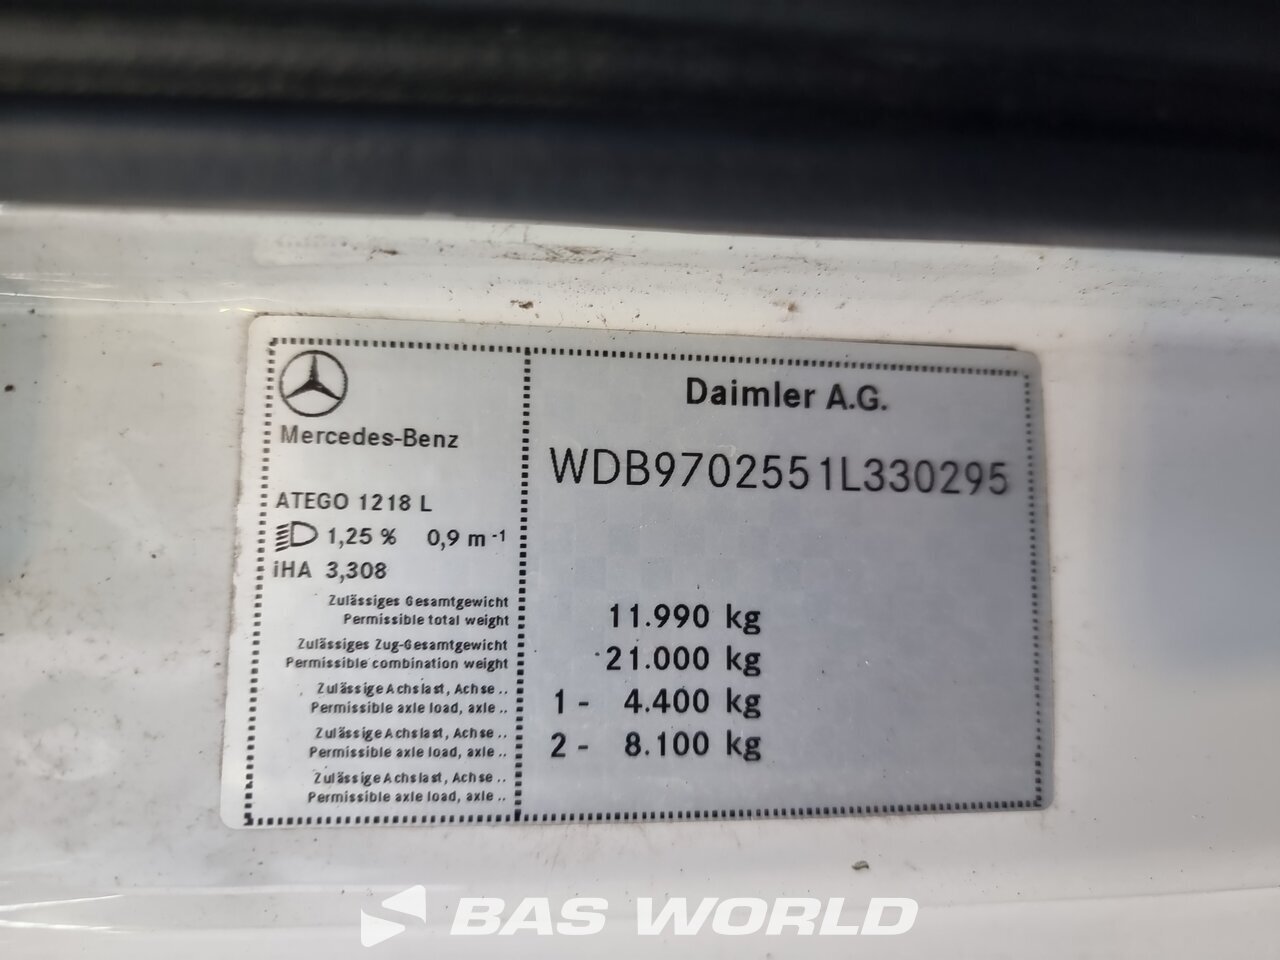 Mercedes-Benz
ATEGO 1218 L
1,25 % 0,9 m⁻¹
iHA 3,308
Daimler A.G.
WDB9702551L330295
Zulässiges Gesamtgewicht
Permissible total weight
11.990 kg
Zulässiges Zug-Gesamtgewicht
Permissible combination weight
21.000 kg
Zulässige Achslast, Achse ..
Permissible axle load, axle ..
1 - 4.400 kg
Zulässige Achslast, Achse ..
Permissible axle load, axle ..
2 - 8.100 kg
Zulässige Achslast, Achse ..
Permissible axle load, axle ..
BAS WORLD